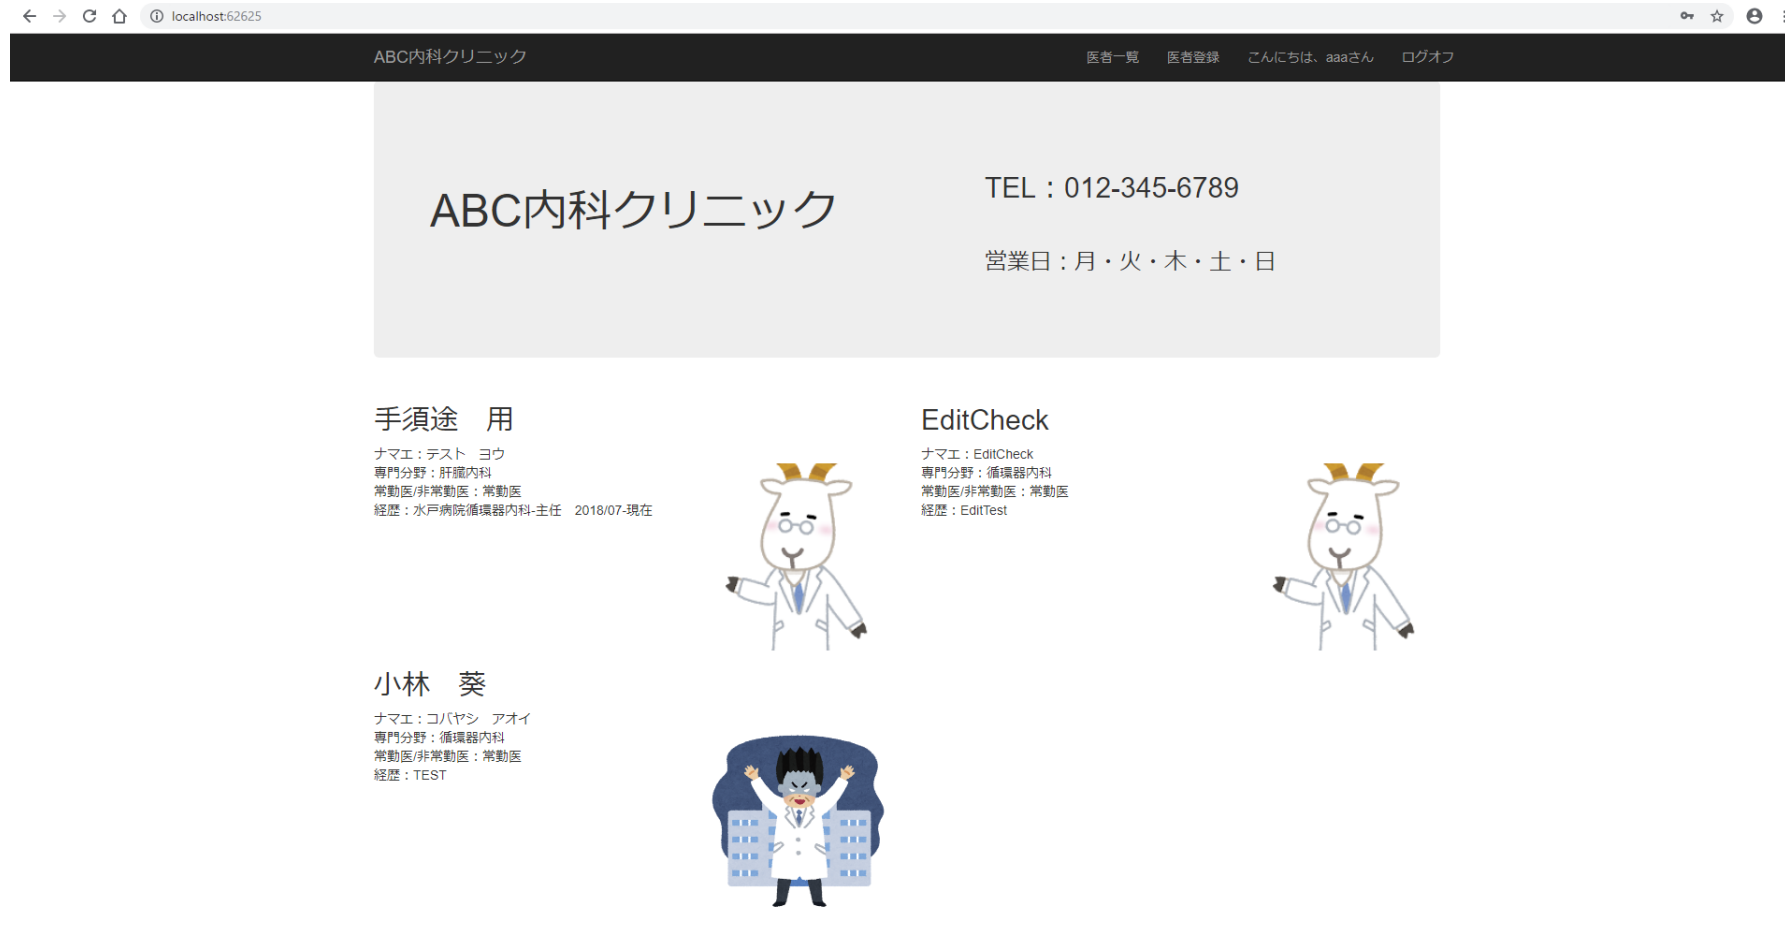 localhost:62625
ABC内科クリニック
医者一覧 医者登録 こんにちは、aaaさん ログオフ
ABC内科クリニック
TEL：012-345-6789
営業日：月・火・木・土・日
手須途　用
ナマエ：テスト　ヨウ
専門分野：肝臓内科
常勤医/非常勤医：常勤医
経歴：水戸病院循環器内科-主任　2018/07-現在
EditCheck
ナマエ：EditCheck
専門分野：循環器内科
常勤医/非常勤医：常勤医
経歴：EditTest
小林　葵
ナマエ：コバヤシ　アオイ
専門分野：循環器内科
常勤医/非常勤医：常勤医
経歴：TEST